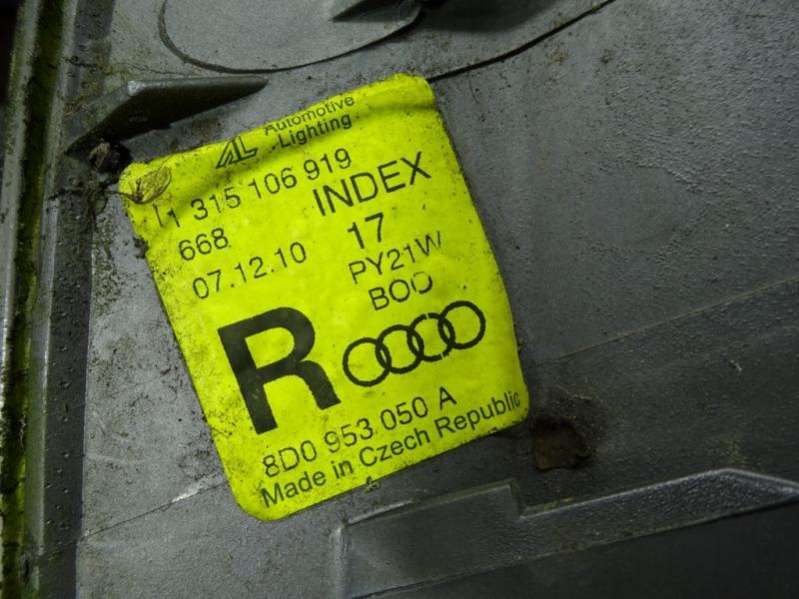 AL Automotive
Lighting
1 315 106 919
668 INDEX
07.12.10 17
PY21W
BOO
R
8D0 953 050 A
Made in Czech Republic